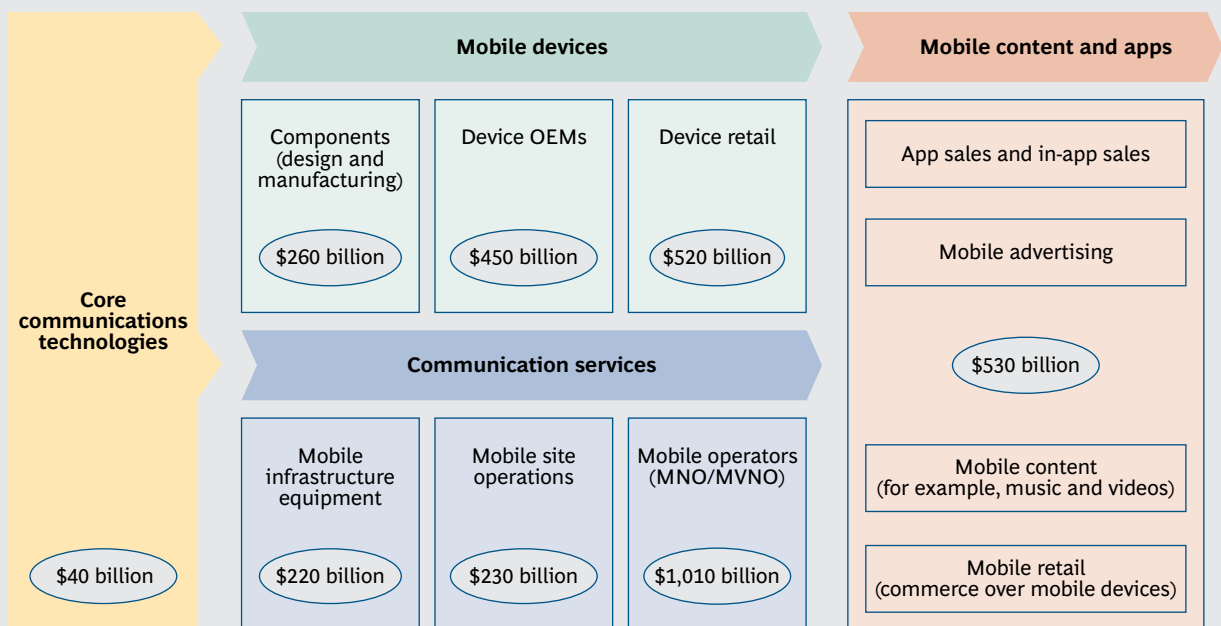 Core
communications
technologies
$40 billion
Mobile devices
Components
(design and
manufacturing)
$260 billion
Device OEMs
$450 billion
Device retail
$520 billion
Communication services
Mobile
infrastructure
equipment
$220 billion
Mobile site
operations
$230 billion
Mobile operators
(MNO/MVNO)
$1,010 billion
Mobile content and apps
App sales and in-app sales
Mobile advertising
$530 billion
Mobile content
(for example, music and videos)
Mobile retail
(commerce over mobile devices)